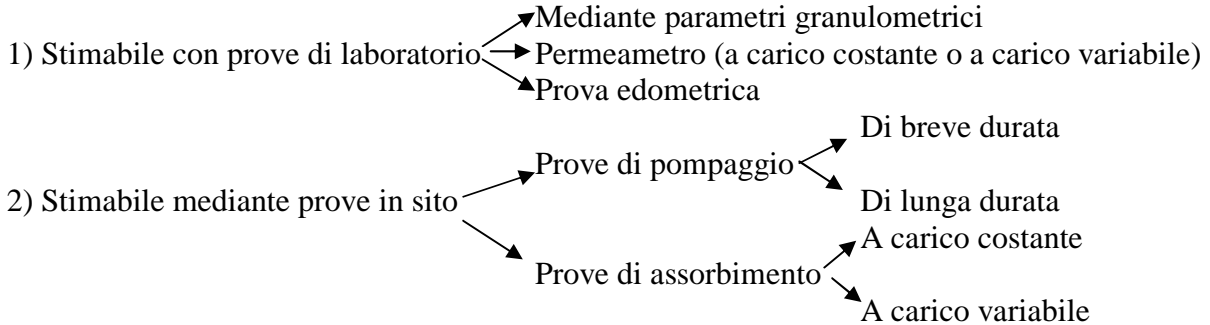 Mediante parametri granulometrici
1) Stimabile con prove di laboratorio Permeametro (a carico costante o a carico variabile)
Prova edometrica
Di breve durata
Prove di pompaggio
2) Stimabile mediante prove in sito Di lunga durata
A carico costante
Prove di assorbimento
A carico variabile